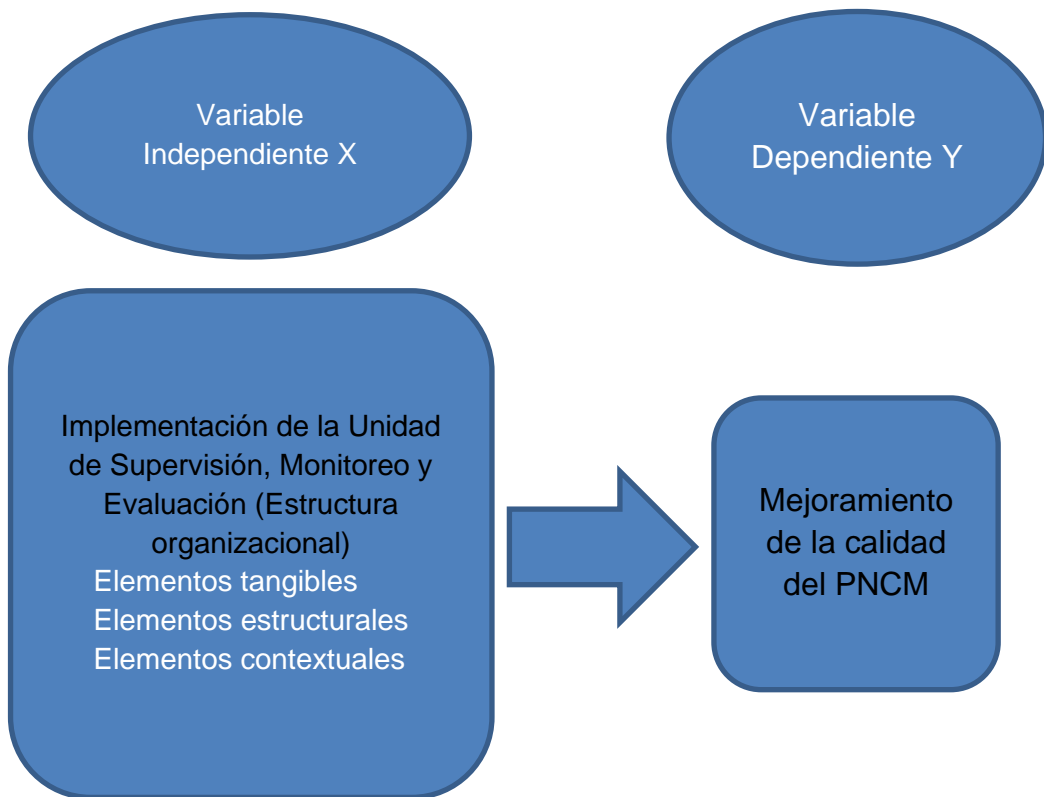 Variable
Independiente X
Variable
Dependiente Y
Implementación de la Unidad
de Supervisión, Monitoreo y
Evaluación (Estructura
organizacional)
Elementos tangibles
Elementos estructurales
Elementos contextuales
Mejoramiento
de la calidad
del PNCM